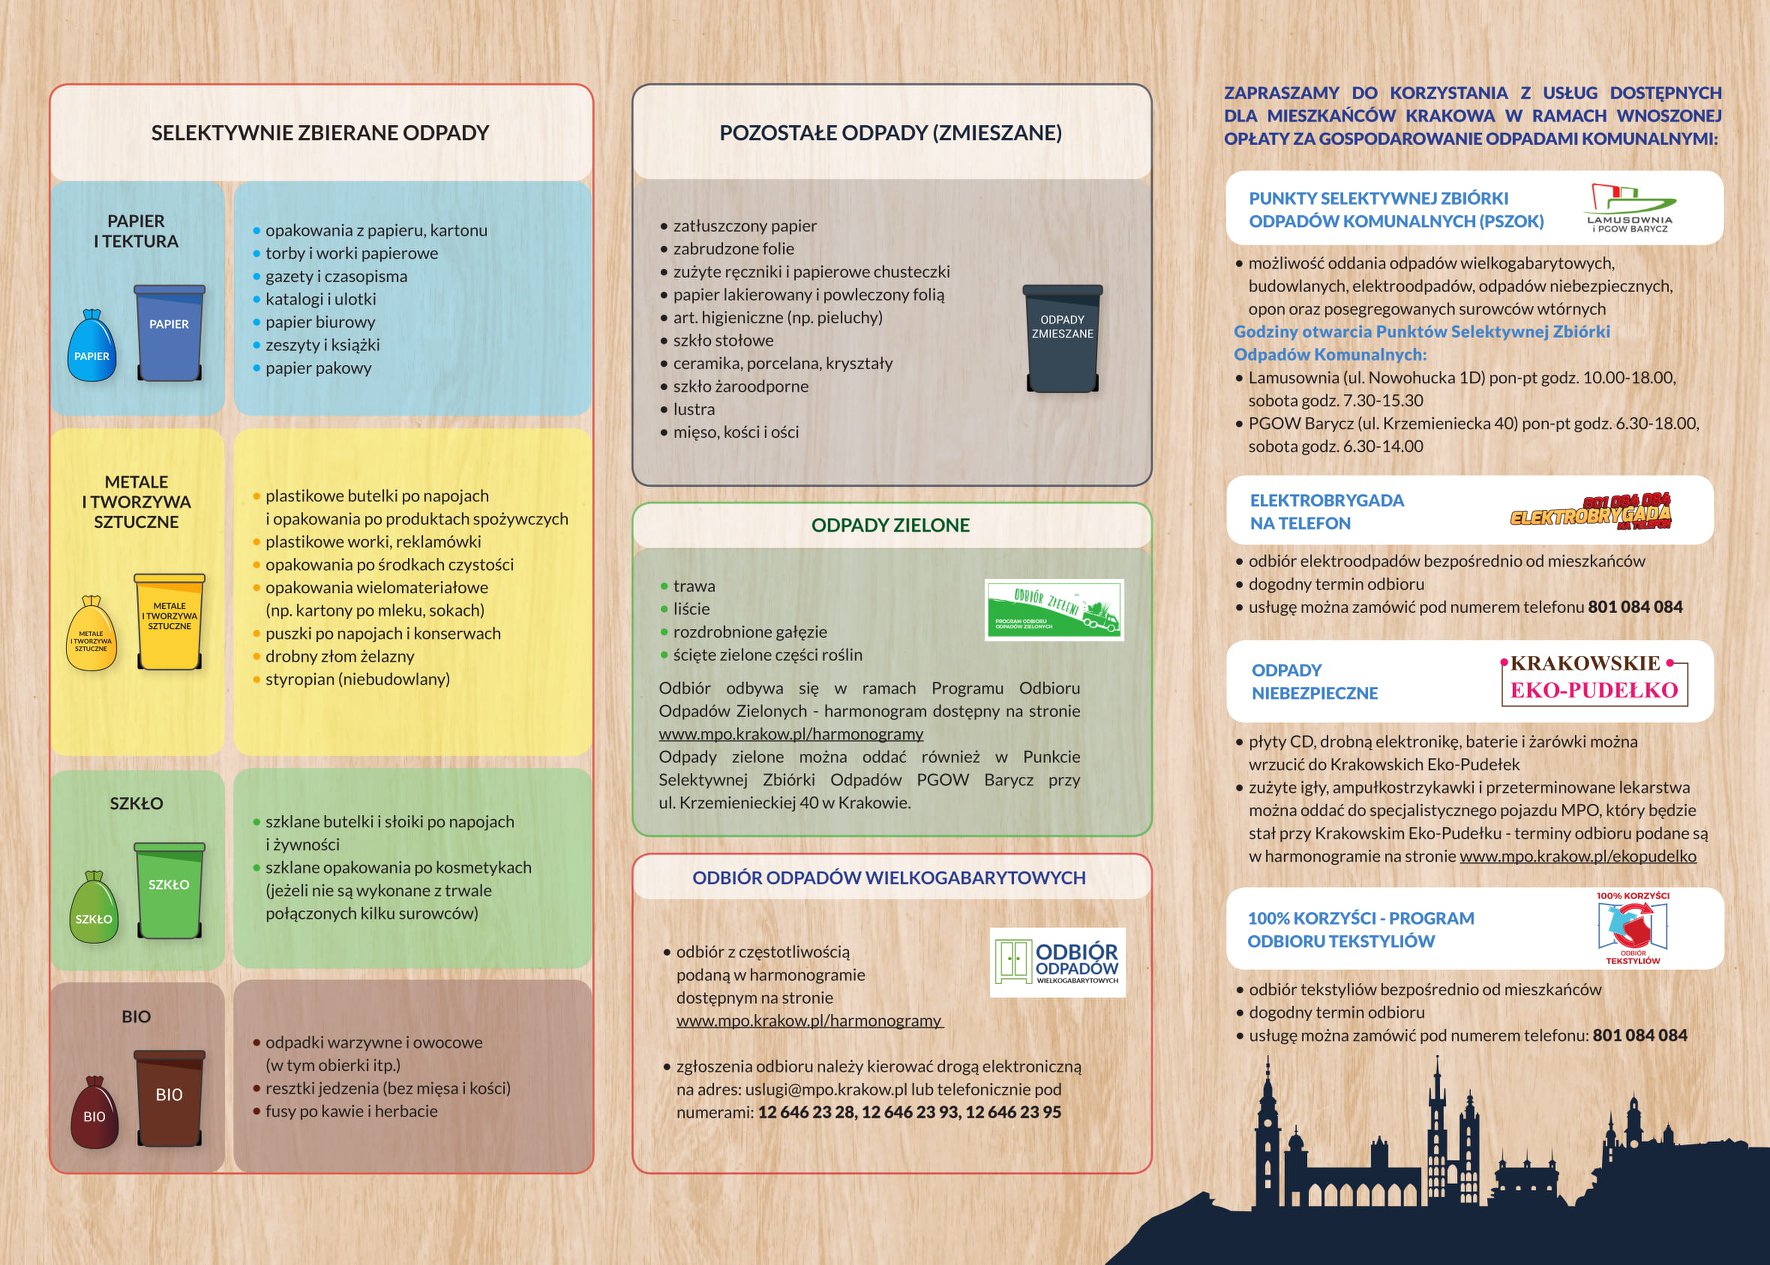 SELEKTYWNIE ZBIERANE ODPADY
PAPIER
I TEKTURA
PAPIER
PAPIER
• opakowania z papieru, kartonu
• torby i worki papierowe
• gazety i czasopisma
• katalogi i ulotki
• papier biurowy
• zeszyty i książki
• papier pakowy
METALE
I TWORZYWA
SZTUCZNE
METALE
I TWORZYWA
SZTUCZNE
METALE
I TWORZYWA
SZTUCZNE
• plastikowe butelki po napojach
i opakowania po produktach spożywczych
• plastikowe worki, reklamówki
• opakowania po środkach czystości
• opakowania wielomateriałowe
(np. kartony po mleku, sokach)
• puszki po napojach i konserwach
• drobny złom żelazny
• styropian (niebudowlany)
SZKŁO
SZKŁO
SZKŁO
• szklane butelki i słoiki po napojach
i żywności
• szklane opakowania po kosmetykach
(jeżeli nie są wykonane z trwale
połączonych kilku surowców)
BIO
BIO
BIO
• odpadki warzywne i owocowe
(w tym obierki itp.)
• resztki jedzenia (bez mięsa i kości)
• fusy po kawie i herbacie
POZOSTAŁE ODPADY (ZMIESZANE)
• zatłuszczony papier
• zabrudzone folie
• zużyte ręczniki i papierowe chusteczki
• papier lakierowany i powleczony folią
• art. higieniczne (np. pieluchy)
• szkło stołowe
• ceramika, porcelana, kryształy
• szkło żaroodporne
• lustra
• mięso, kości i ości
ODPADY
ZMIESZANE
ODPADY ZIELONE
• trawa
• liście
• rozdrobnione gałęzie
• ścięte zielone części roślin
ODBIÓR ZIELENI
PROGRAM ODBIORU
ODPADÓW ZIELONYCH
Odbiór odbywa się w ramach Programu Odbioru
Odpadów Zielonych - harmonogram dostępny na stronie
www.mpo.krakow.pl/harmonogramy
Odpady zielone można oddać również w Punkcie
Selektywnej Zbiórki Odpadów PGOW Barycz przy
ul. Krzemienieckiej 40 w Krakowie.
ODBIÓR ODPADÓW WIELKOGABARYTOWYCH
• odbiór z częstotliwością
podaną w harmonogramie
dostępnym na stronie
www.mpo.krakow.pl/harmonogramy
ODBIÓR
ODPADÓW
WIELKOGABARYTOWYCH
• zgłoszenia odbioru należy kierować drogą elektroniczną
na adres: uslugi@mpo.krakow.pl lub telefonicznie pod
numerami: 12 646 23 28, 12 646 23 93, 12 646 23 95
ZAPRASZAMY DO KORZYSTANIA Z USŁUG DOSTĘPNYCH
DLA MIESZKAŃCÓW KRAKOWA W RAMACH WNOSZONEJ
OPŁATY ZA GOSPODAROWANIE ODPADAMI KOMUNALNYMI:
PUNKTY SELEKTYWNEJ ZBIÓRKI
ODPADÓW KOMUNALNYCH (PSZOK)
LAMUSOWNIA
i PGOW BARYCZ
• możliwość oddania odpadów wielkogabarytowych,
budowlanych, elektroodpadów, odpadów niebezpiecznych,
opon oraz posegregowanych surowców wtórnych
Godziny otwarcia Punktów Selektywnej Zbiórki
Odpadów Komunalnych:
• Lamusownia (ul. Nowohucka 1D) pon-pt godz. 10.00-18.00,
sobota godz. 7.30-15.30
• PGOW Barycz (ul. Krzemieniecka 40) pon-pt godz. 6.30-18.00,
sobota godz. 6.30-14.00
ELEKTROBRYGADA
NA TELEFON
801 084 084
ELEKTROBRYGADA
NA TELEFON
• odbiór elektroodpadów bezpośrednio od mieszkańców
• dogodny termin odbioru
• usługę można zamówić pod numerem telefonu 801 084 084
ODPADY
NIEBEZPIECZNE
KRAKOWSKIE
EKO-PUDEŁKO
• płyty CD, drobną elektronikę, baterie i żarówki można
wrzucić do Krakowskich Eko-Pudełek
• zużyte igły, ampułkostrzykawki i przeterminowane lekarstwa
można oddać do specjalistycznego pojazdu MPO, który będzie
stał przy Krakowskim Eko-Pudełku - terminy odbioru podane są
w harmonogramie na stronie www.mpo.krakow.pl/ekopudelko
100% KORZYŚCI - PROGRAM
ODBIORU TEKSTYLIÓW
100% KORZYŚCI
ODBIÓR
TEKSTYLIÓW
• odbiór tekstyliów bezpośrednio od mieszkańców
• dogodny termin odbioru
• usługę można zamówić pod numerem telefonu: 801 084 084